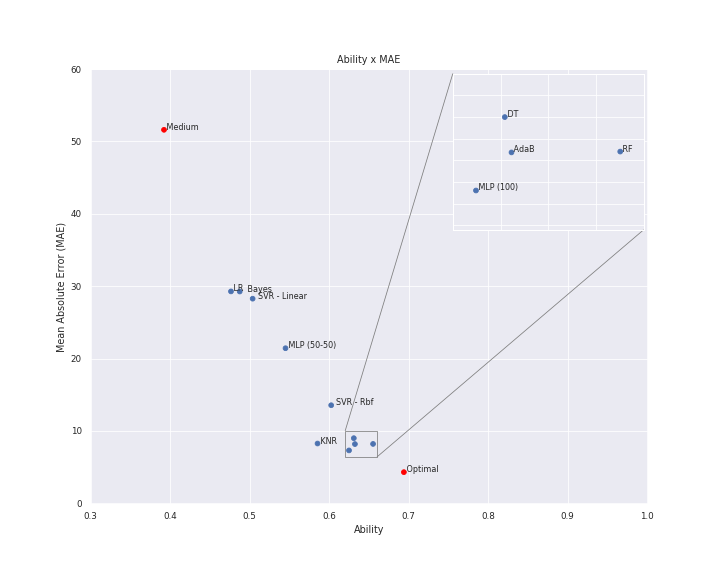 Ability x MAE
60
50
40
30
20
10
0
Mean Absolute Error (MAE)
Medium
DT
AdaB
RF
MLP (100)
LR
Bayes
SVR - Linear
MLP (50-50)
SVR - Rbf
KNR
Optimal
0.3
0.4
0.5
0.6
0.7
0.8
0.9
1.0
Ability